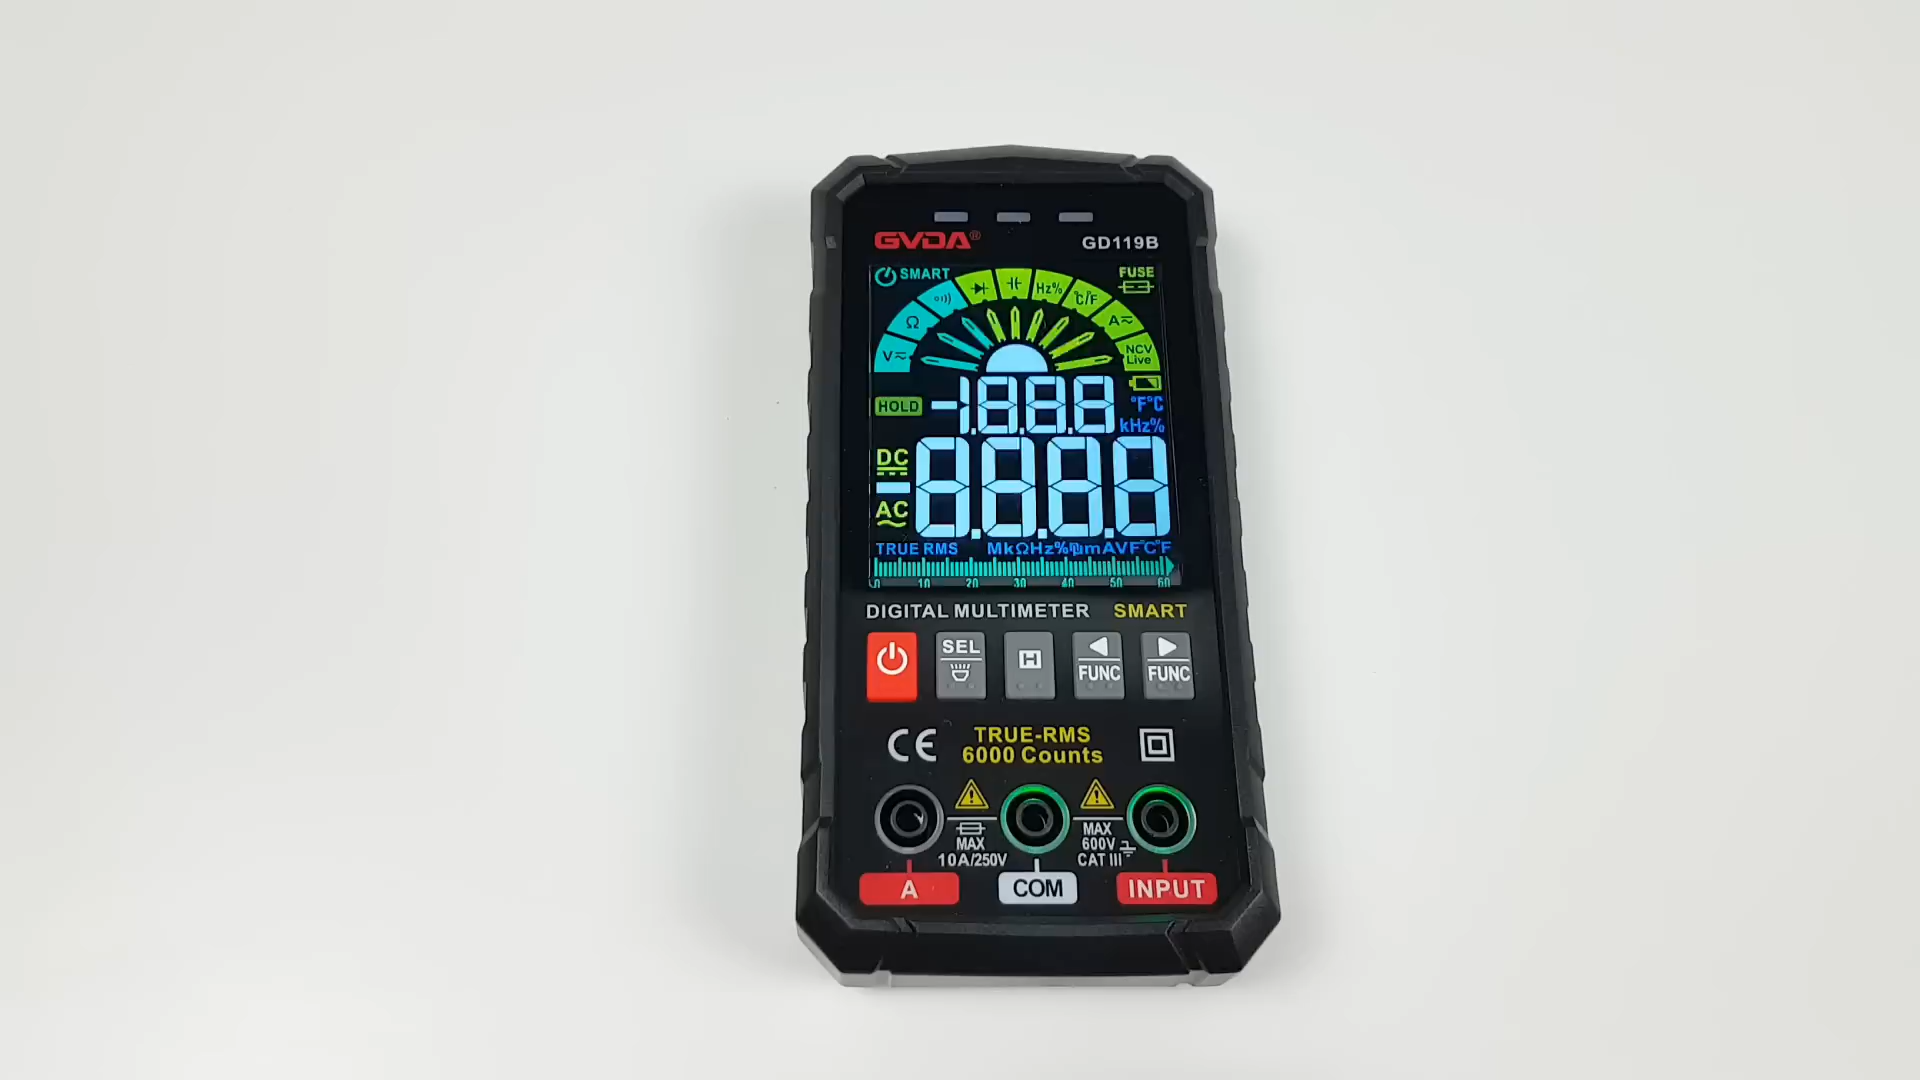 GVDA®
GD119B
SMART
FUSE
V Ω Hz% °C/°F A NCV Live
HOLD
-1.8.8.8
°F°C
kHz%
DC
AC
8.8.8.8
TRUE RMS
0 10 20 30 40 50 60
DIGITAL MULTIMETER SMART
SEL
H
FUNC
FUNC
CE
TRUE-RMS
6000 Counts
MAX
10A/250V
MAX
600V
CAT III
A
COM
INPUT